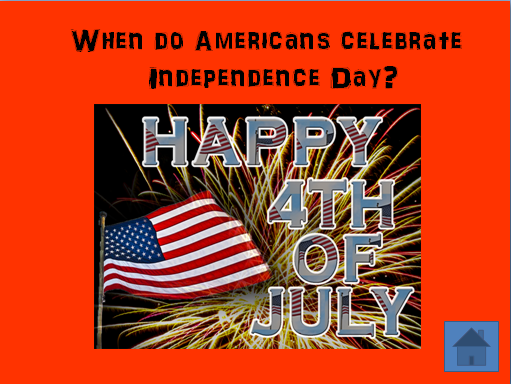 When do Americans celebrate
Independence Day?
HAPPY
4TH
OF
JULY